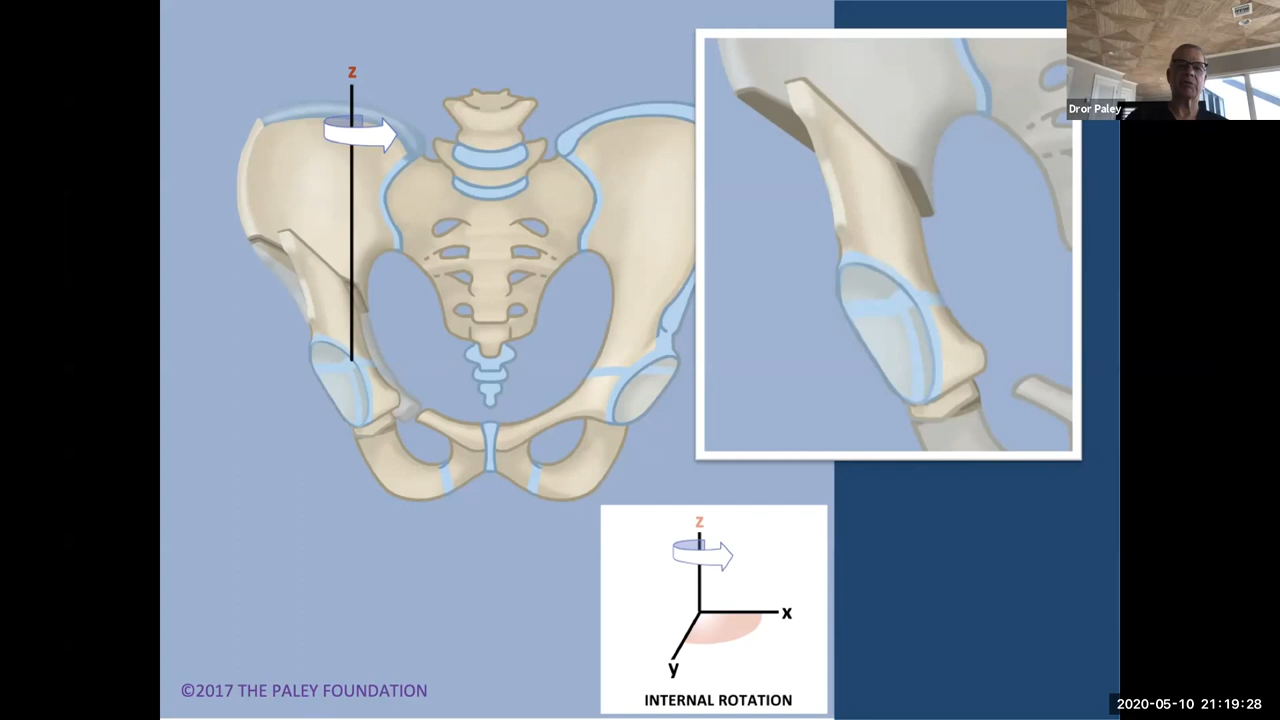 z
Dror Paley
z
x
y
INTERNAL ROTATION
©2017 THE PALEY FOUNDATION
2020-05-10 21:19:28